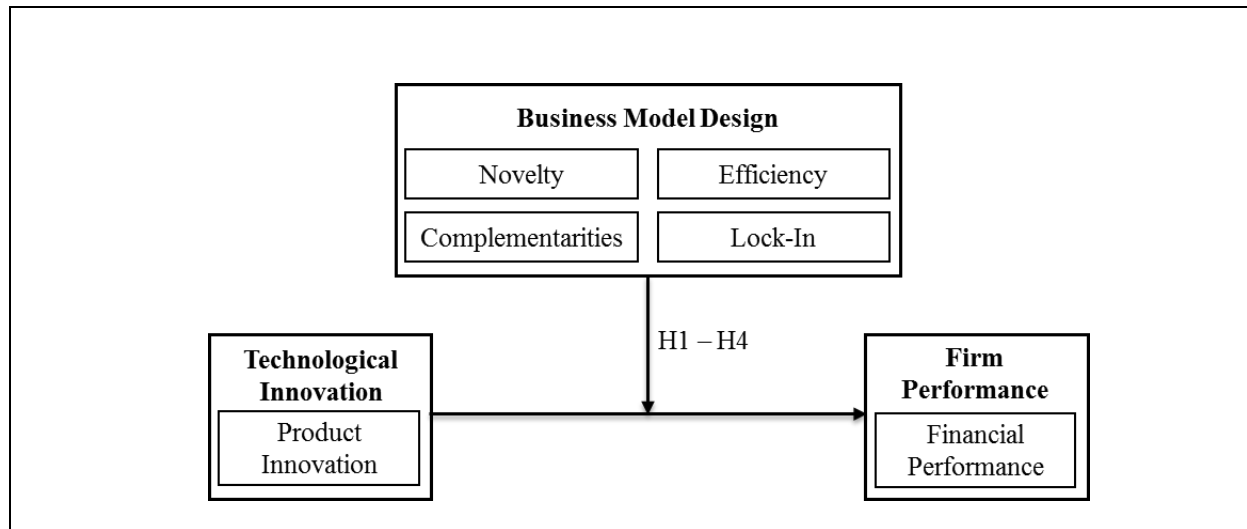 Business Model Design
Novelty
Efficiency
Complementarities
Lock-In
H1 – H4
Technological
Innovation
Product
Innovation
Firm
Performance
Financial
Performance